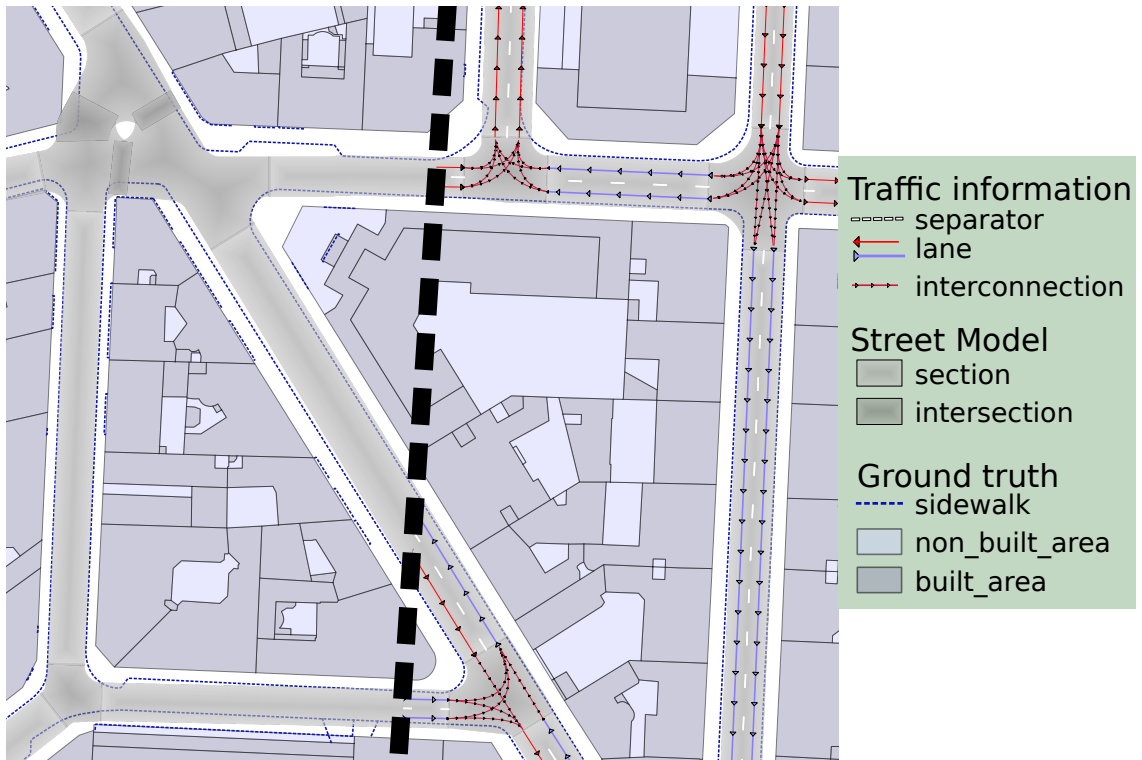 Traffic information
separator
lane
interconnection
Street Model
section
intersection
Ground truth
sidewalk
non_built_area
built_area